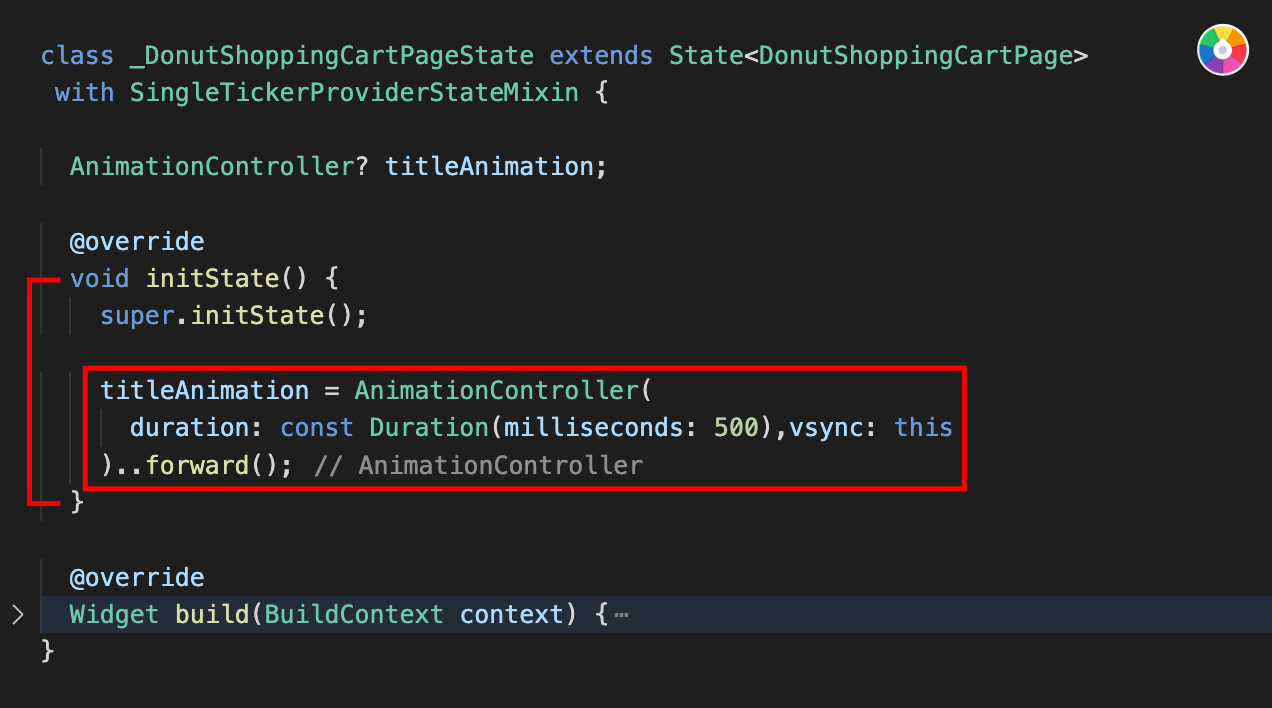 class _DonutShoppingCartPageState extends State<DonutShoppingCartPage>
with SingleTickerProviderStateMixin {
AnimationController? titleAnimation;
@override
void initState() {
super.initState();
titleAnimation = AnimationController(
duration: const Duration(milliseconds: 500),vsync: this
)..forward(); // AnimationController
}
@override
Widget build(BuildContext context) {…
}